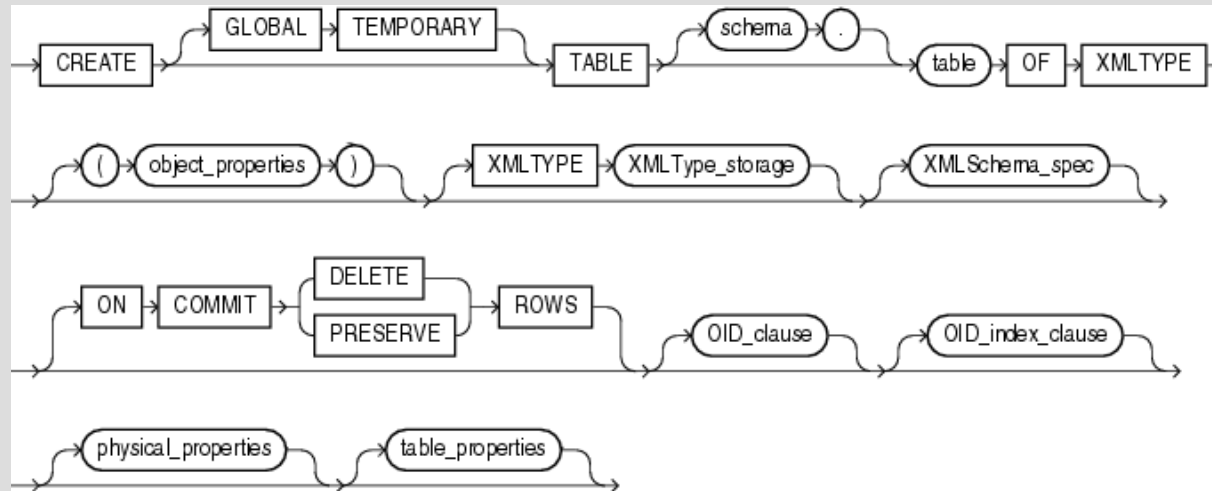 CREATE GLOBAL TEMPORARY TABLE schema . table OF XMLTYPE
( object_properties ) XMLTYPE XMLType_storage XMLSchema_spec
ON COMMIT DELETE PRESERVE ROWS OID_clause OID_index_clause
physical_properties table_properties